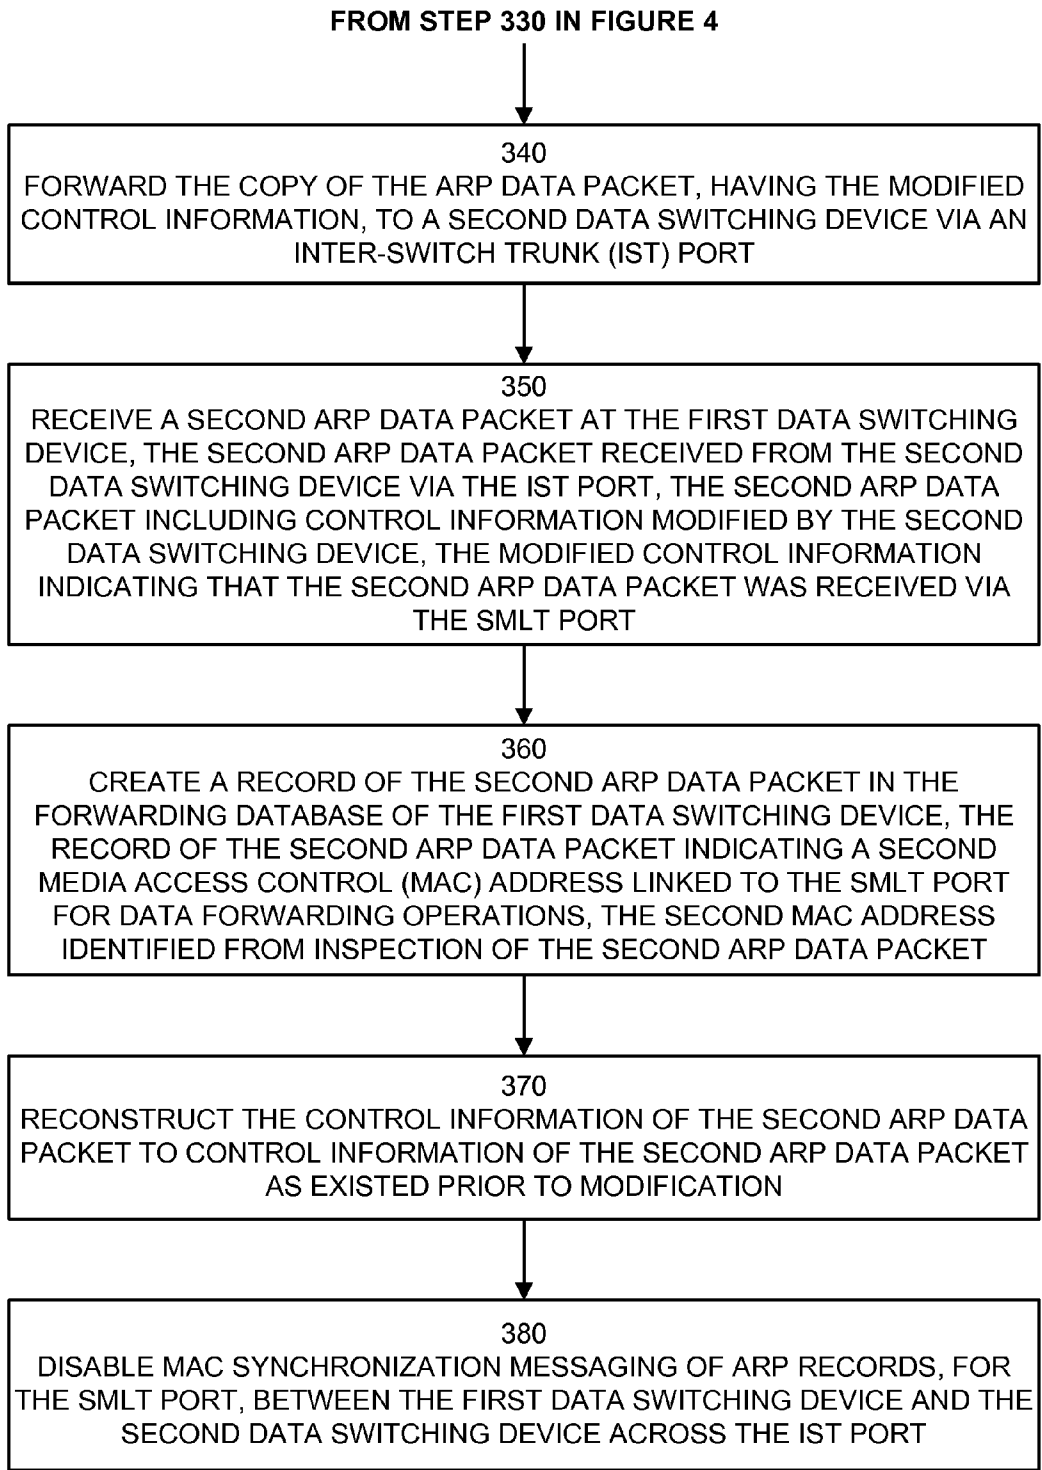 FROM STEP 330 IN FIGURE 4
340
FORWARD THE COPY OF THE ARP DATA PACKET, HAVING THE MODIFIED
CONTROL INFORMATION, TO A SECOND DATA SWITCHING DEVICE VIA AN
INTER-SWITCH TRUNK (IST) PORT
350
RECEIVE A SECOND ARP DATA PACKET AT THE FIRST DATA SWITCHING
DEVICE, THE SECOND ARP DATA PACKET RECEIVED FROM THE SECOND
DATA SWITCHING DEVICE VIA THE IST PORT, THE SECOND ARP DATA
PACKET INCLUDING CONTROL INFORMATION MODIFIED BY THE SECOND
DATA SWITCHING DEVICE, THE MODIFIED CONTROL INFORMATION
INDICATING THAT THE SECOND ARP DATA PACKET WAS RECEIVED VIA
THE SMLT PORT
360
CREATE A RECORD OF THE SECOND ARP DATA PACKET IN THE
FORWARDING DATABASE OF THE FIRST DATA SWITCHING DEVICE, THE
RECORD OF THE SECOND ARP DATA PACKET INDICATING A SECOND
MEDIA ACCESS CONTROL (MAC) ADDRESS LINKED TO THE SMLT PORT
FOR DATA FORWARDING OPERATIONS, THE SECOND MAC ADDRESS
IDENTIFIED FROM INSPECTION OF THE SECOND ARP DATA PACKET
370
RECONSTRUCT THE CONTROL INFORMATION OF THE SECOND ARP DATA
PACKET TO CONTROL INFORMATION OF THE SECOND ARP DATA PACKET
AS EXISTED PRIOR TO MODIFICATION
380
DISABLE MAC SYNCHRONIZATION MESSAGING OF ARP RECORDS, FOR
THE SMLT PORT, BETWEEN THE FIRST DATA SWITCHING DEVICE AND THE
SECOND DATA SWITCHING DEVICE ACROSS THE IST PORT